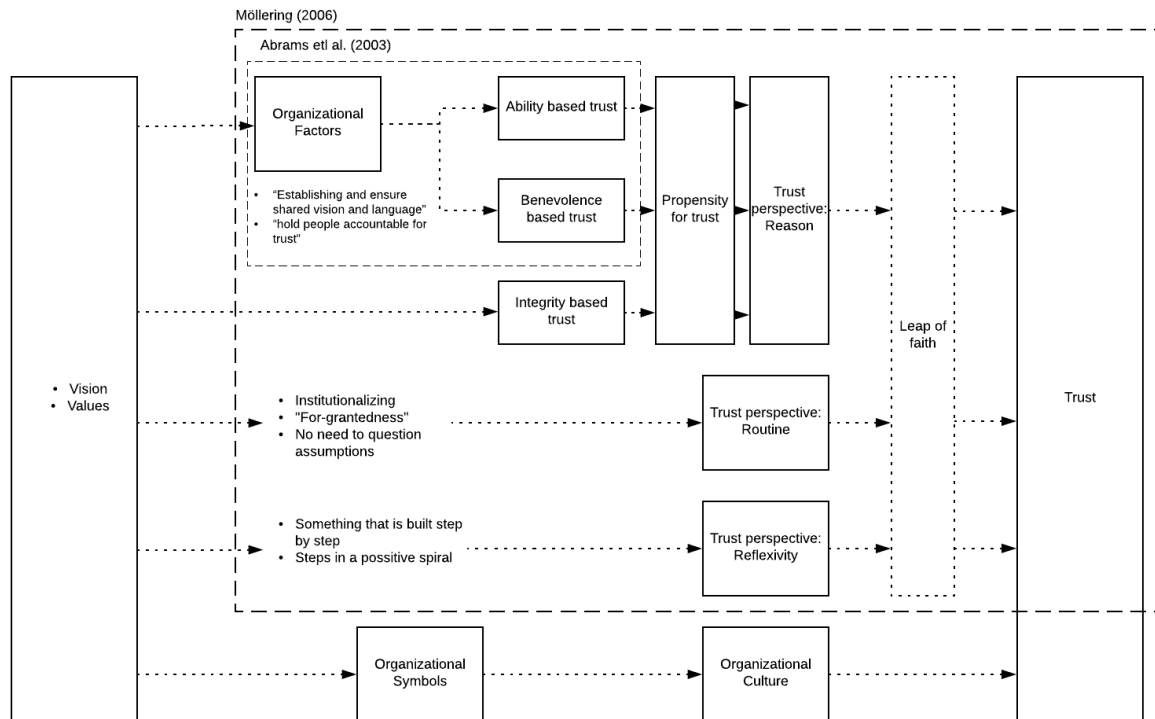 Möllering (2006)
Abrams etl al. (2003)
Organizational
Factors
Ability based trust
• "Establishing and ensure
shared vision and language"
• "hold people accountable for
trust"
Benevolence
based trust
Propensity
for trust
Trust
perspective:
Reason
Integrity based
trust
Leap of
faith
• Vision
• Values
Trust
• Institutionalizing
• "For-grantedness"
• No need to question
assumptions
Trust perspective:
Routine
• Something that is built step
by step
• Steps in a possitive spiral
Trust perspective:
Reflexivity
Organizational
Symbols
Organizational
Culture